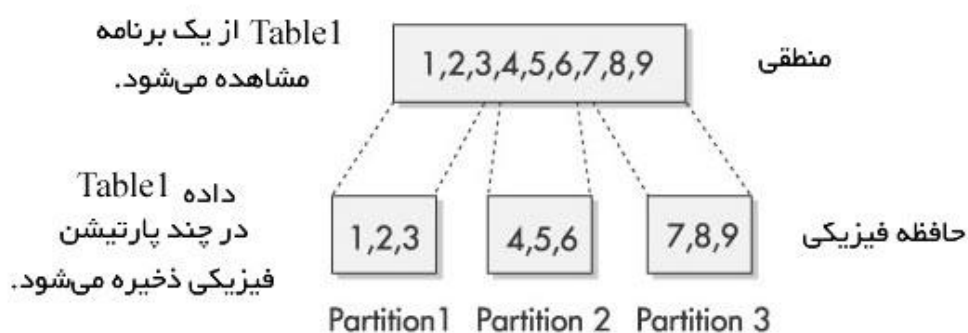 Table1 از یک برنامه
مشاهده می‌شود.
1,2,3,4,5,6,7,8,9
منطقی
داده Table1
در چند پارتیشن
فیزیکی ذخیره می‌شود.
1,2,3
4,5,6
7,8,9
حافظه فیزیکی
Partition1
Partition 2
Partition 3